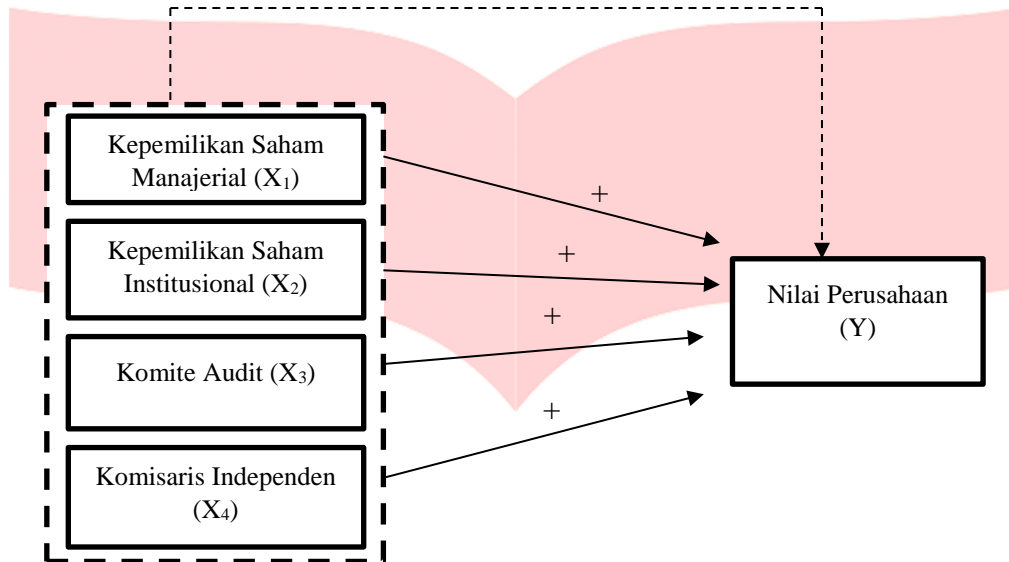 Kepemilikan Saham
Manajerial (X₁)
+
Kepemilikan Saham
Institusional (X₂)
+
Nilai Perusahaan
(Y)
+
Komite Audit (X₃)
+
Komisaris Independen
(X₄)